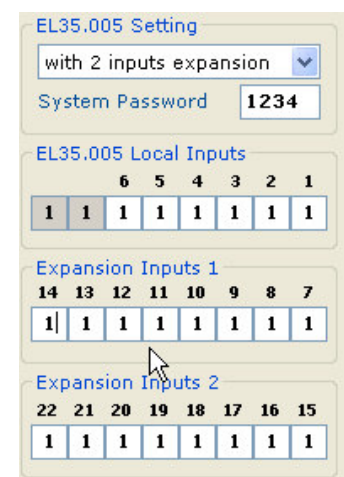 EL35.005 Setting
with 2 inputs expansion
System Password 1234
EL35.005 Local Inputs
6 5 4 3 2 1
1 1 1 1 1 1 1 1
Expansion Inputs 1
14 13 12 11 10 9 8 7
1 1 1 1 1 1 1 1
Expansion Inputs 2
22 21 20 19 18 17 16 15
1 1 1 1 1 1 1 1